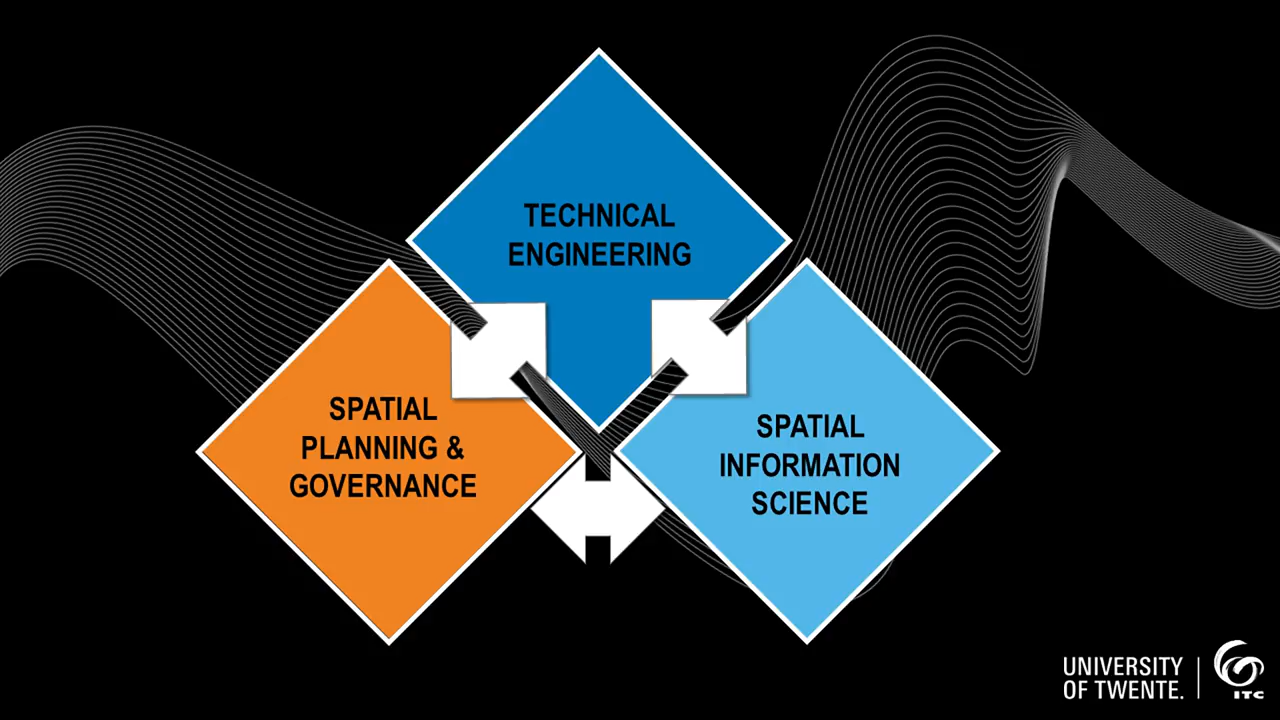 TECHNICAL
ENGINEERING
SPATIAL
PLANNING &
GOVERNANCE
SPATIAL
INFORMATION
SCIENCE
UNIVERSITY
OF TWENTE.
ITC